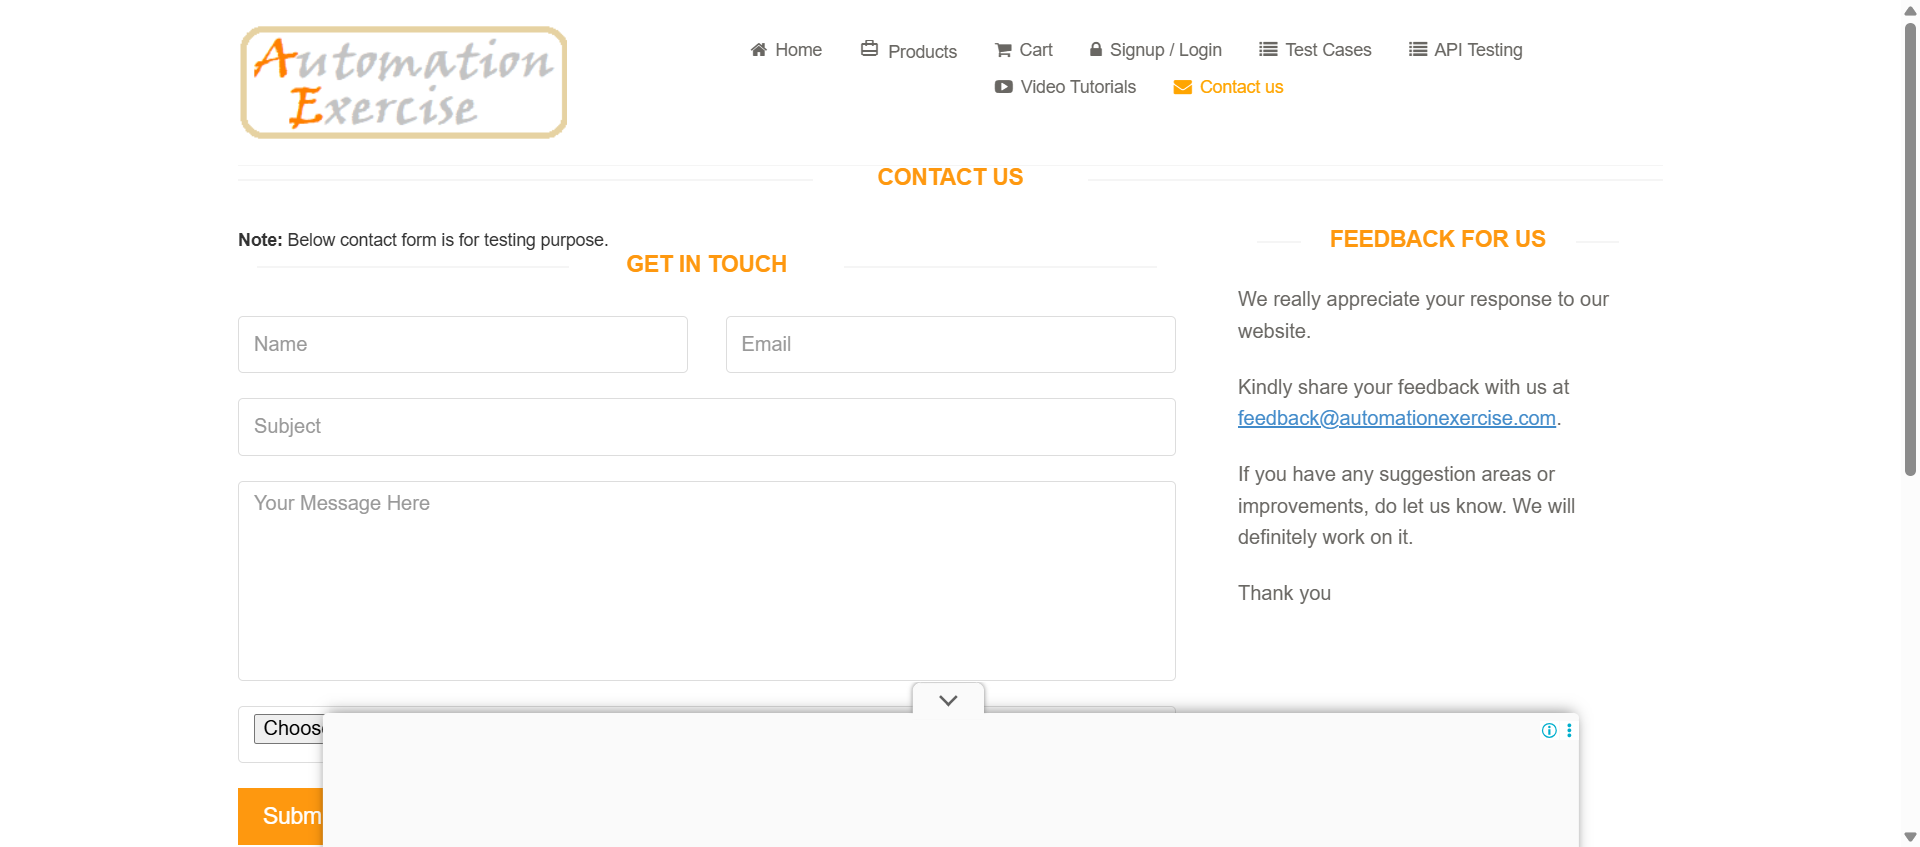 Automation
Exercise
Home
Products
Cart
Signup / Login
Test Cases
API Testing
Video Tutorials
Contact us
CONTACT US
Note: Below contact form is for testing purpose.
GET IN TOUCH
Name
Email
Subject
Your Message Here
FEEDBACK FOR US
We really appreciate your response to our
website.
Kindly share your feedback with us at
feedback@automationexercise.com.
If you have any suggestion areas or
improvements, do let us know. We will
definitely work on it.
Thank you